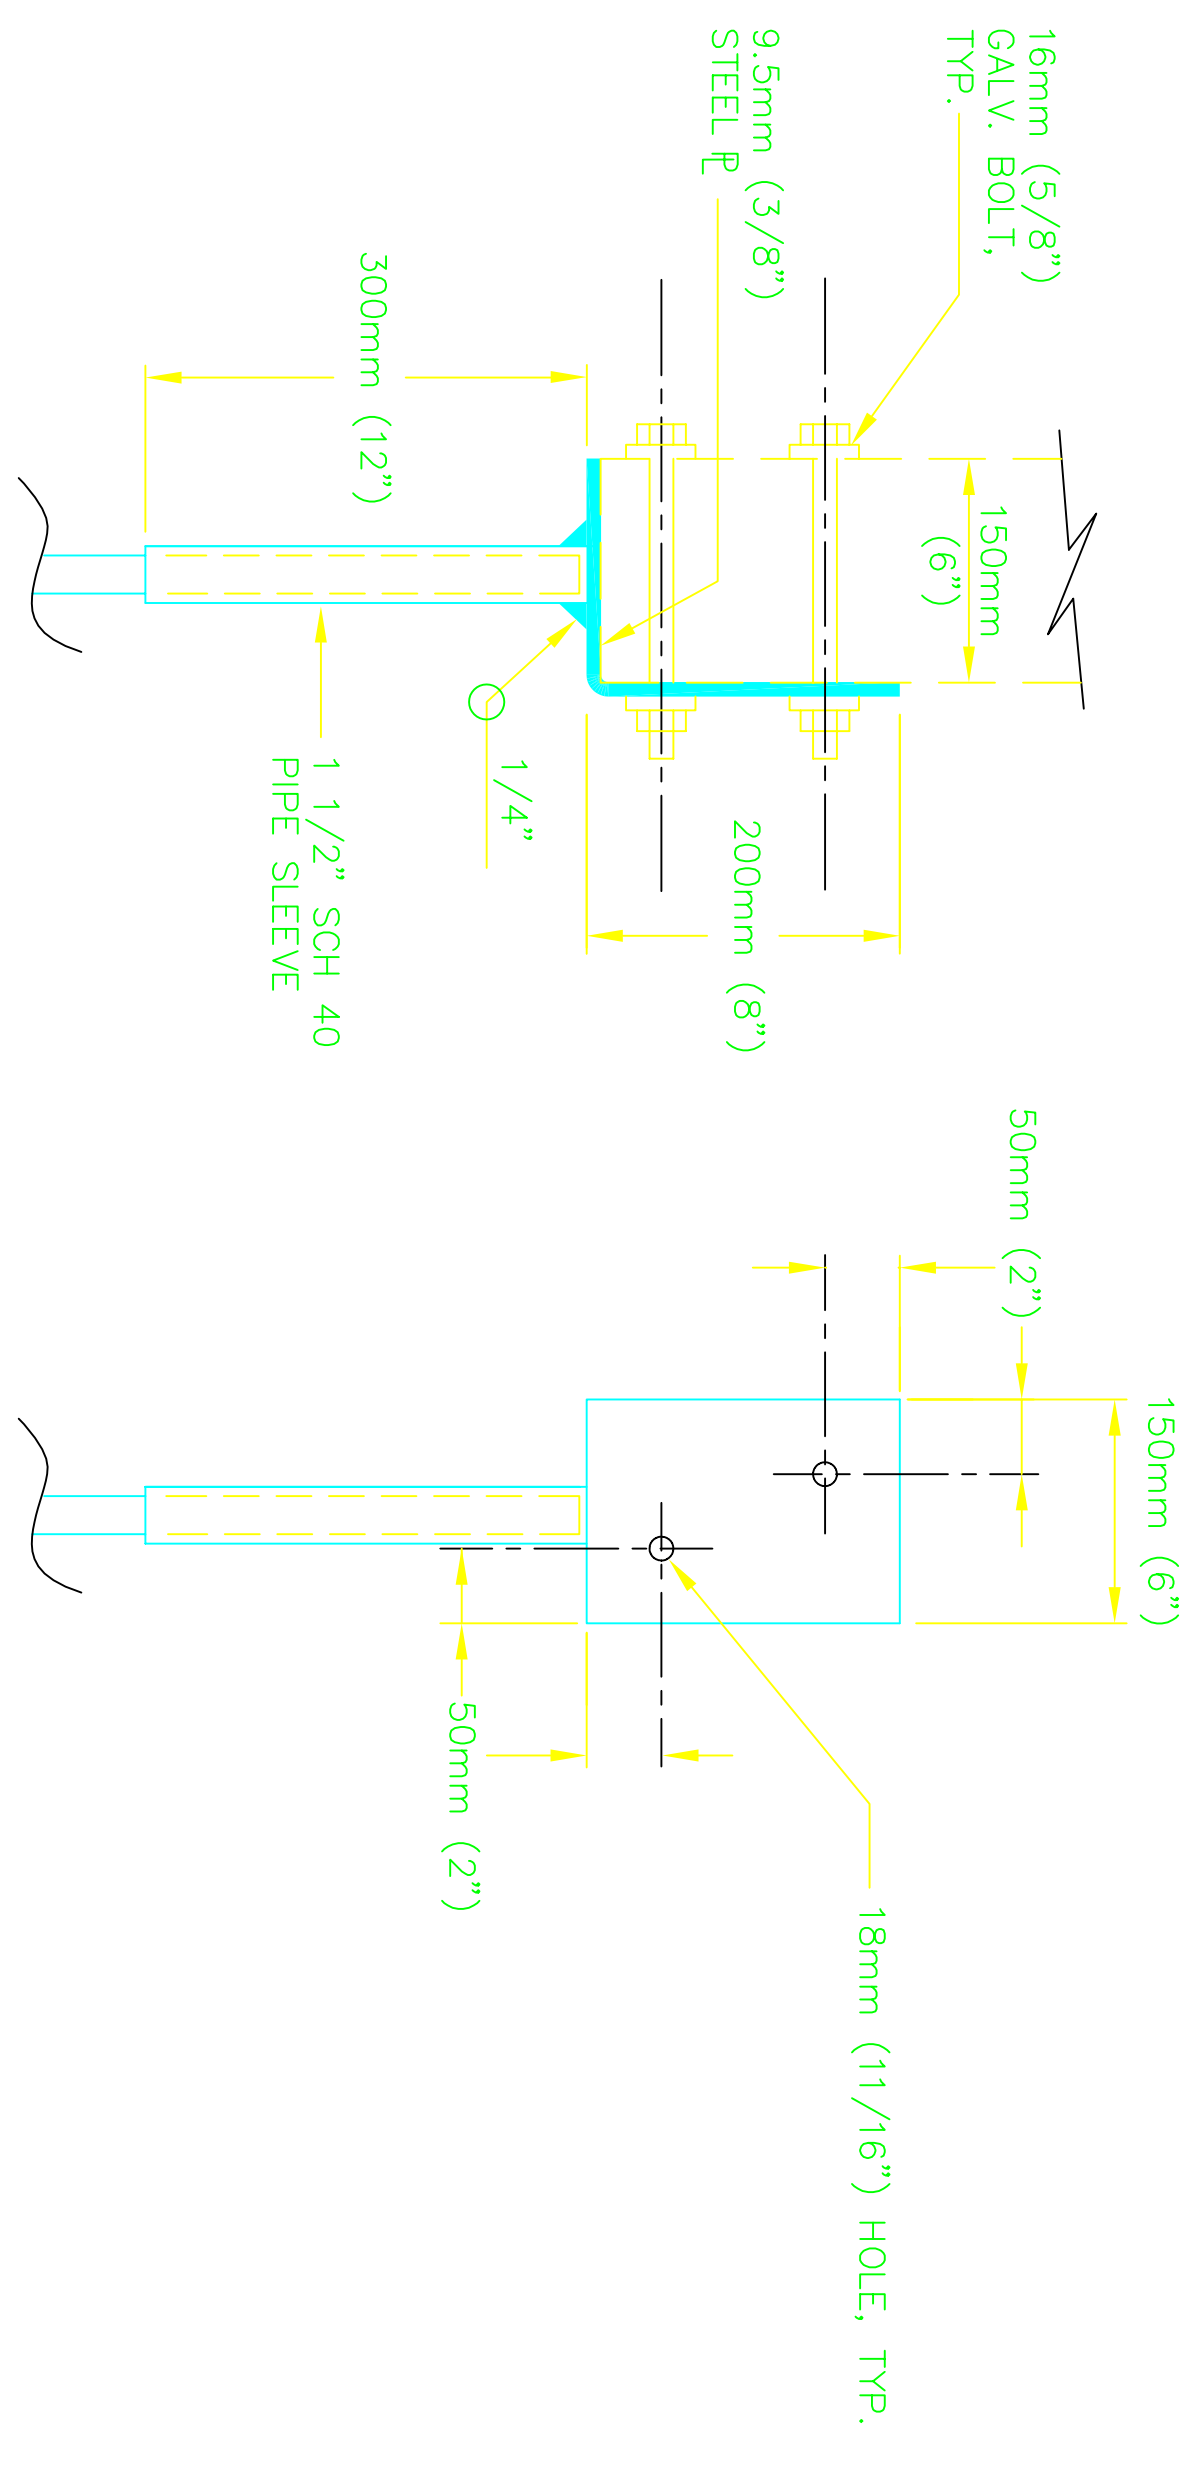 16mm (5/8")
GALV. BOLT,
TYP.
9.5mm (3/8")
STEEL PL
150mm
(6")
300mm (12")
1/4"
200mm (8")
1 1/2" SCH 40
PIPE SLEEVE
50mm (2")
150mm (6")
50mm (2")
18mm (11/16") HOLE, TYP.